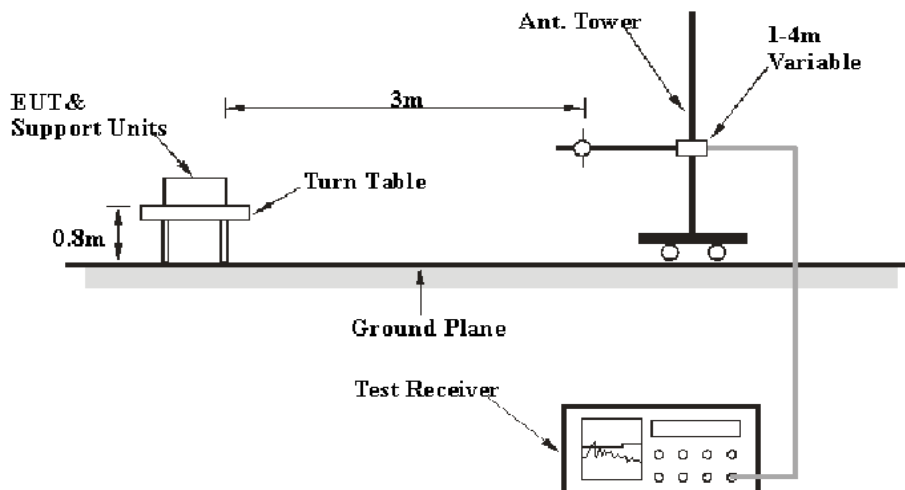 Ant. Tower
1-4m
Variable
3m
EUT&
Support Units
Turn Table
0.8m
Ground Plane
Test Receiver